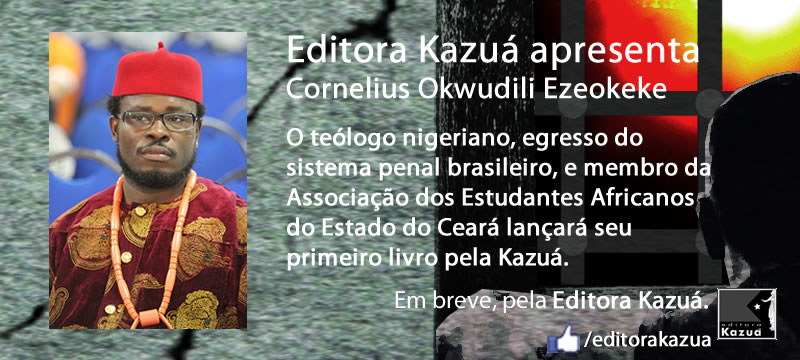 Editora Kazuá apresenta
Cornelius Okwudili Ezeokeke
O teólogo nigeriano, egresso do
sistema penal brasileiro, e membro da
Associação dos Estudantes Africanos
do Estado do Ceará lançará seu
primeiro livro pela Kazuá.
Em breve, pela Editora Kazuá.
/editorakazua
editora
Kazuá